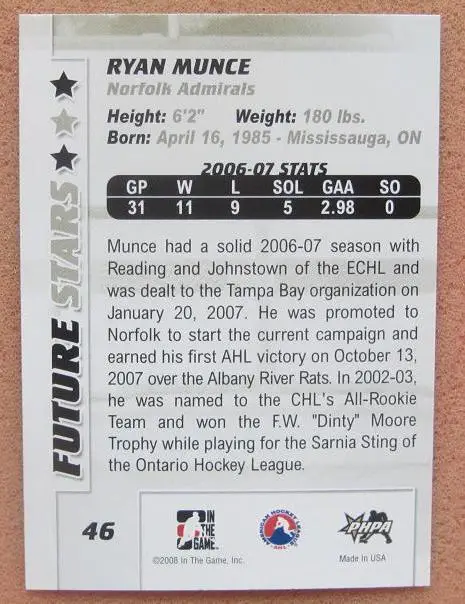 RYAN MUNCE
Norfolk Admirals
Height: 6'2" Weight: 180 lbs.
Born: April 16, 1985 - Mississauga, ON
2006-07 STATS
GP W L SOL GAA SO
31 11 9 5 2.98 0
Munce had a solid 2006-07 season with
Reading and Johnstown of the ECHL and
was dealt to the Tampa Bay organization on
January 20, 2007. He was promoted to
Norfolk to start the current campaign and
earned his first AHL victory on October 13,
2007 over the Albany River Rats. In 2002-03,
he was named to the CHL's All-Rookie
Team and won the F.W. "Dinty" Moore
Trophy while playing for the Sarnia Sting of
the Ontario Hockey League.
FUTURE STARS
46
IN
THE
GAME
©2008 In The Game, Inc.
AMERICAN HOCKEY LEAGUE
AHL
PHPA
Made In USA